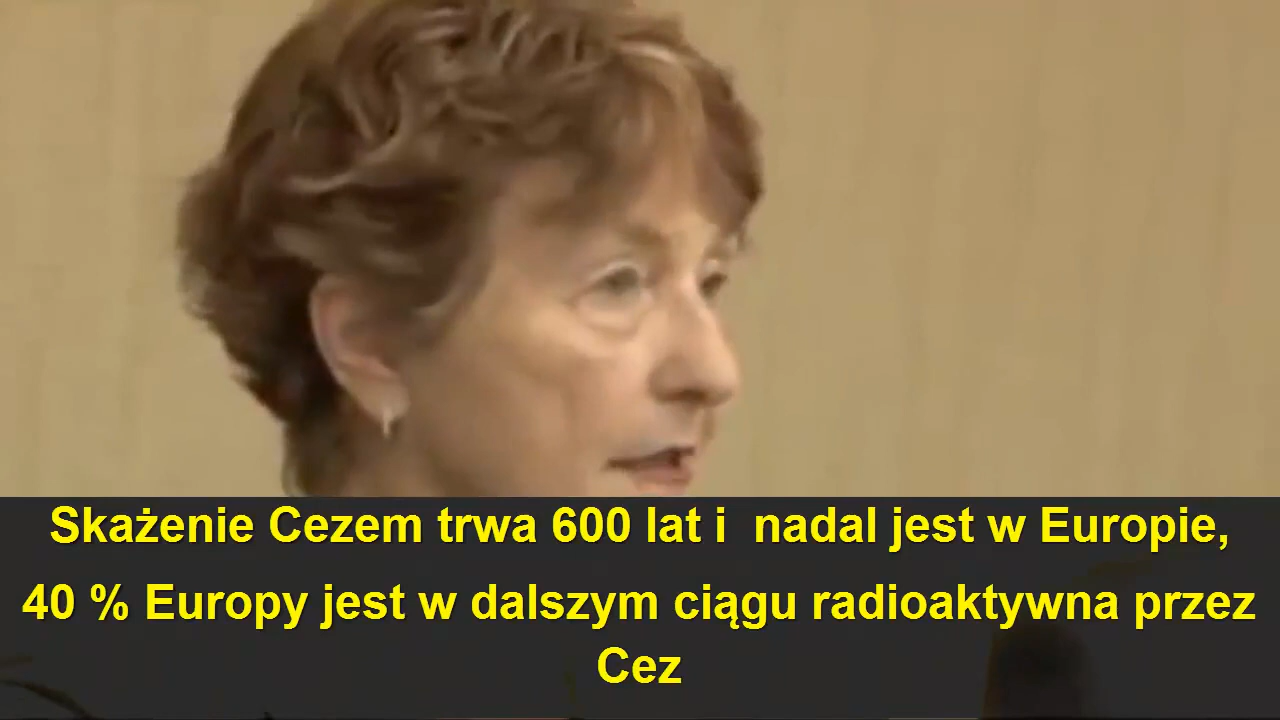 Skażenie Cezem trwa 600 lat i  nadal jest w Europie,
40 % Europy jest w dalszym ciągu radioaktywna przez
Cez